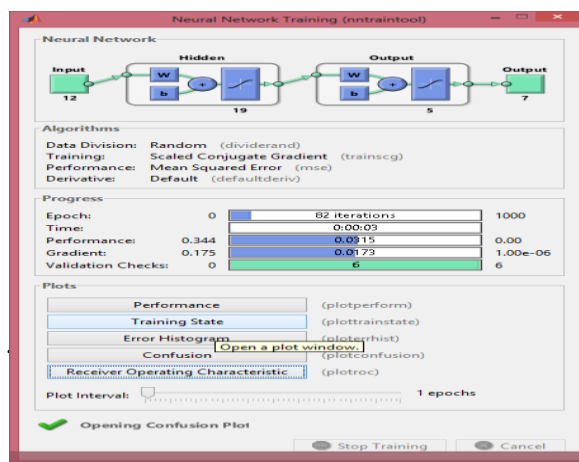 Neural Network Training (nntraintool)
Neural Network
Hidden Output
Input Output
W W
b b
12 19 5 7
Algorithms
Data Division: Random (dividerand)
Training: Scaled Conjugate Gradient (trainscg)
Performance: Mean Squared Error (mse)
Derivative: Default (defaultderiv)
Progress
Epoch: 0 82 iterations 1000
Time: 0:00:03
Performance: 0.344 0.0315 0.00
Gradient: 0.175 0.0173 1.00e-06
Validation Checks: 0 6 6
Plots
Performance (plotperform)
Training State (plottrainstate)
Error Histogram (ploterrhist)
Open a plot window.
Confusion (plotconfusion)
Receiver Operating Characteristic (plotroc)
Plot Interval: 1 epochs
Opening Confusion Plot
Stop Training Cancel